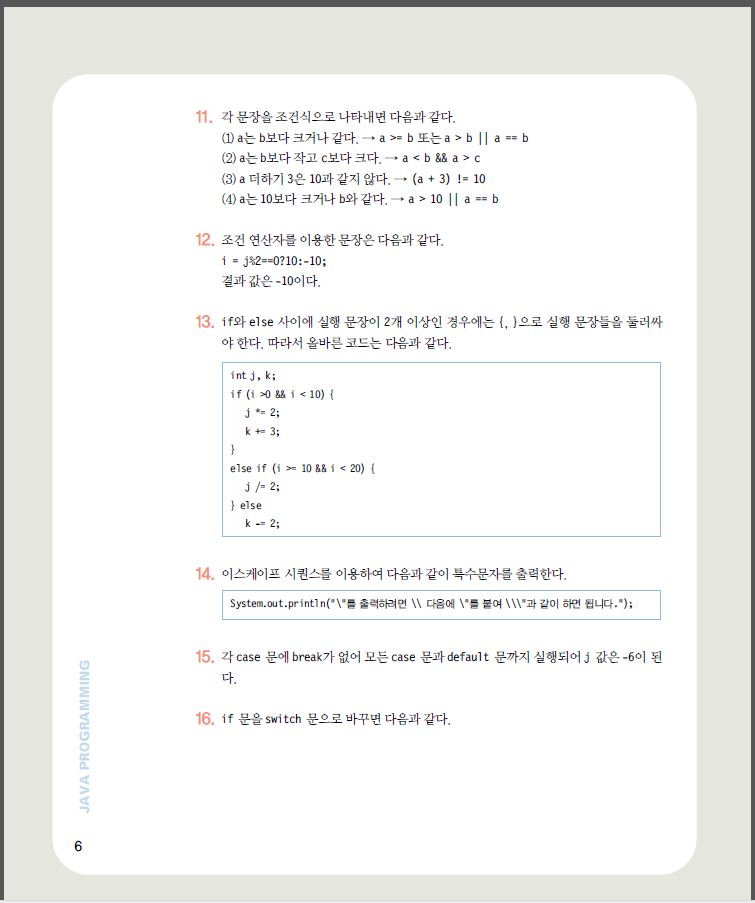 11. 각 문장을 조건식으로 나타내면 다음과 같다.
(1) a는 b보다 크거나 같다. → a >= b 또는 a > b || a == b
(2) a는 b보다 작고 c보다 크다. → a < b && a > c
(3) a 더하기 3은 10과 같지 않다. → (a + 3) != 10
(4) a는 10보다 크거나 b와 같다. → a > 10 || a == b
12. 조건 연산자를 이용한 문장은 다음과 같다.
i = j%2==0?10:-10;
결과 값은 -10이다.
13. if와 else 사이에 실행 문장이 2개 이상인 경우에는 {, }으로 실행 문장들을 둘러싸
야 한다. 따라서 올바른 코드는 다음과 같다.
int j, k;
if (i >0 && i < 10) {
j *= 2;
k += 3;
}
else if (i >= 10 && i < 20) {
j /= 2;
} else
k -= 2;
14. 이스케이프 시퀀스를 이용하여 다음과 같이 특수문자를 출력한다.
System.out.println("\"를 출력하려면 \\ 다음에 \"를 붙여 \\\"과 같이 하면 됩니다.");
15. 각 case 문에 break가 없어 모든 case 문과 default 문까지 실행되어 j 값은 -6이 된
다.
16. if 문을 switch 문으로 바꾸면 다음과 같다.
JAVA PROGRAMMING
6